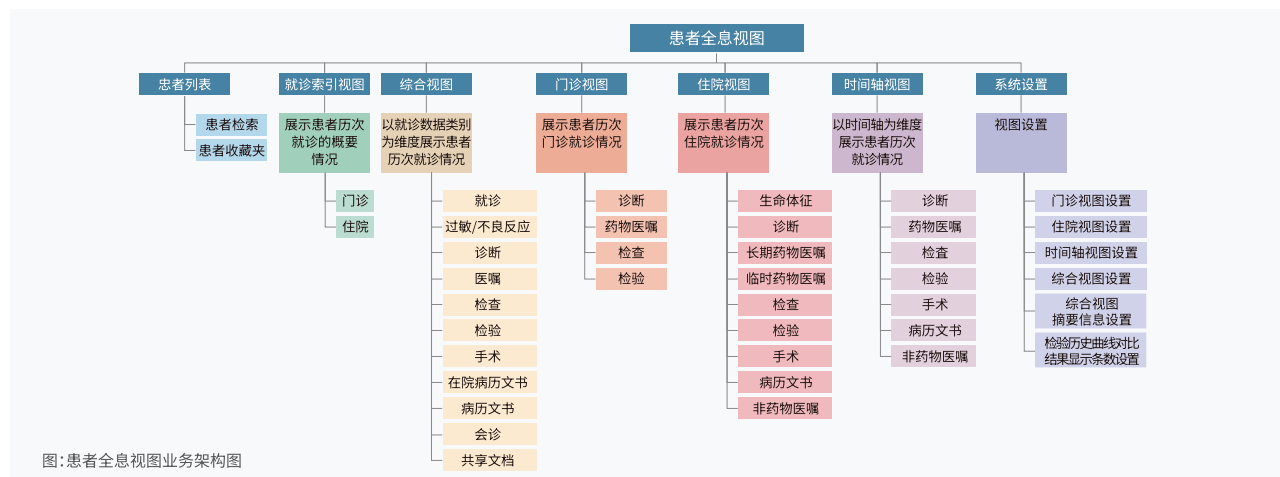 患者全息视图
忠者列表
就诊索引视图
综合视图
门诊视图
住院视图
时间轴视图
系统设置
患者检索
患者收藏夹
展示患者历次
就诊的概要
情况
门诊
住院
以就诊数据类别
为维度展示患者
历次就诊情况
就诊
过敏/不良反应
诊断
医嘱
检查
检验
手术
在院病历文书
病历文书
会诊
共享文档
展示患者历次
门诊就诊情况
诊断
药物医嘱
检查
检验
展示患者历次
住院就诊情况
生命体征
诊断
长期药物医嘱
临时药物医嘱
检查
检验
手术
病历文书
非药物医嘱
以时间轴为维度
展示患者历次
就诊情况
诊断
药物医嘱
检查
检验
手术
病历文书
非药物医嘱
视图设置
门诊视图设置
住院视图设置
时间轴视图设置
综合视图设置
综合视图
摘要信息设置
检验历史曲线对比
结果显示条数设置
图:患者全息视图业务架构图